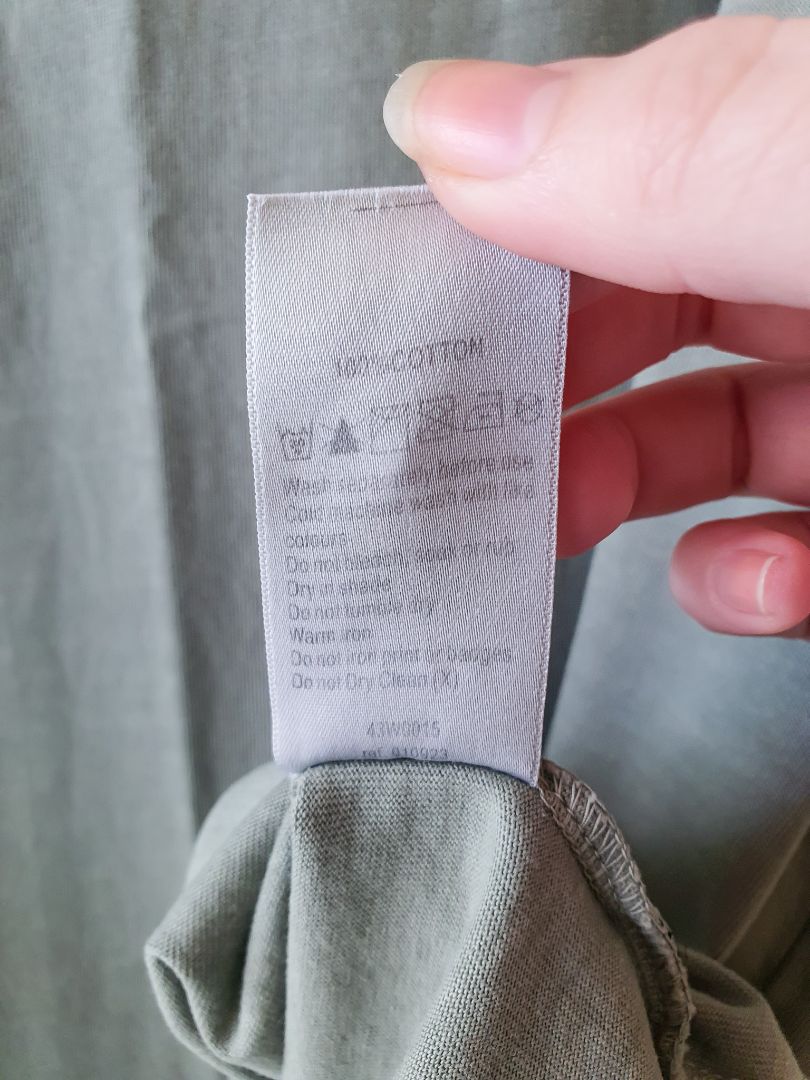 100% COTTON
Wash separately before use
Cold machine wash with like
colours
Do not bleach, soak or rub
Dry in shade
Do not tumble dry
Warm iron
Do not iron print or badges
Do not Dry Clean (X)
43W9015
ref. 910923